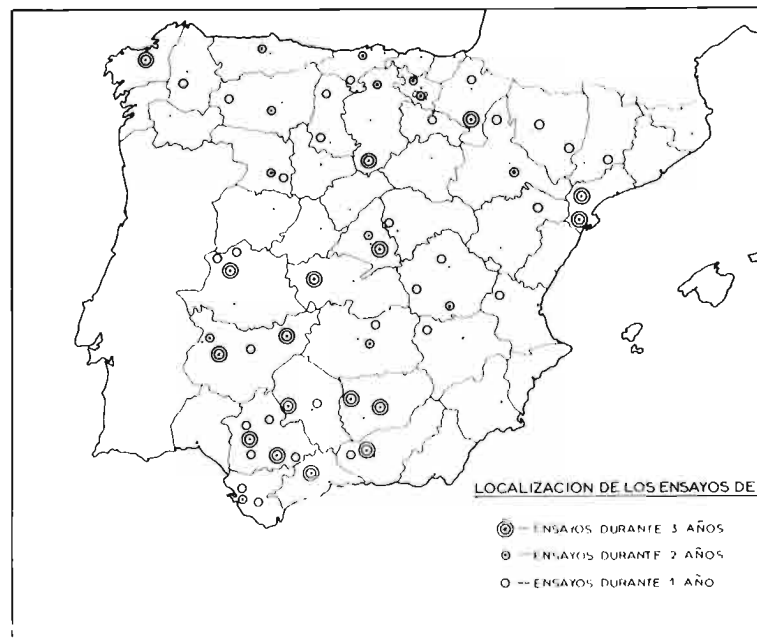 LOCALIZACION DE LOS ENSAYOS DE
- ENSAYOS DURANTE 3 AÑOS
- ENSAYOS DURANTE 2 AÑOS
-- ENSAYOS DURANTE 1 AÑO